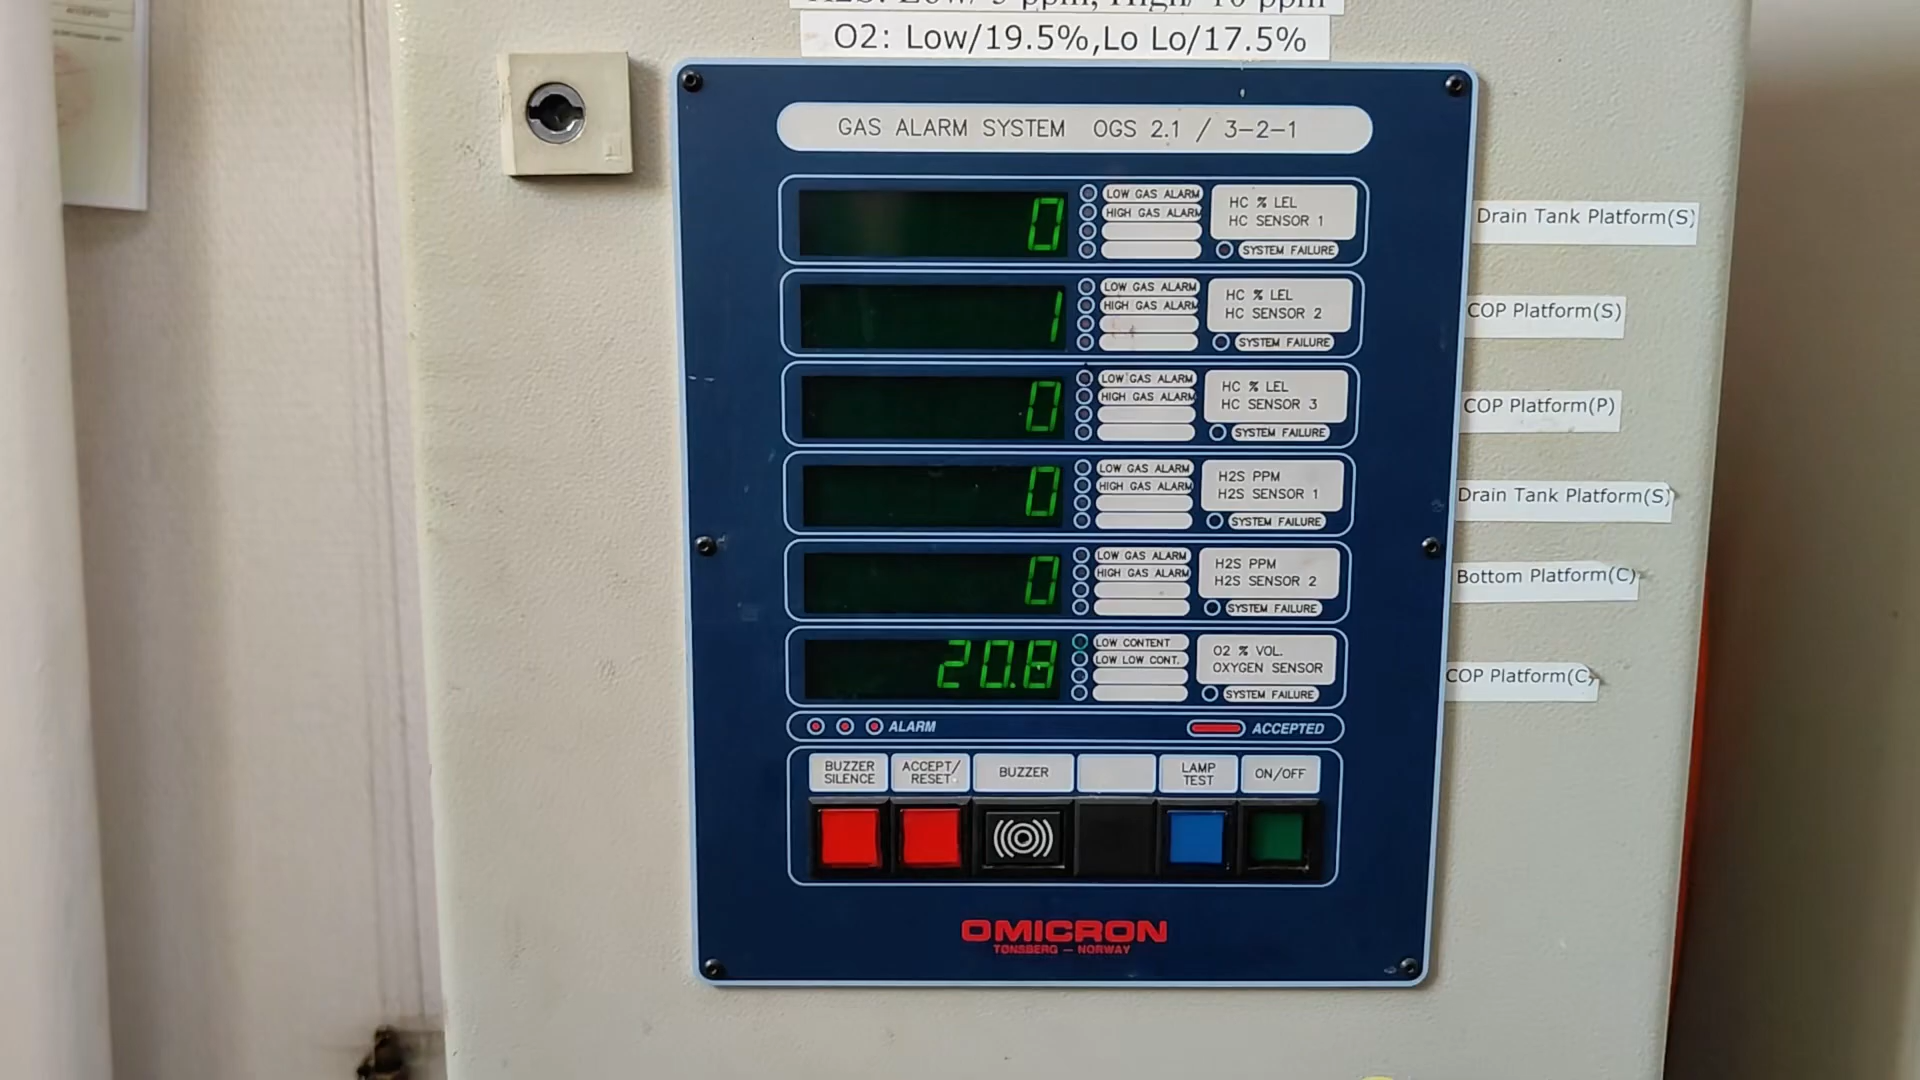 O2: Low/19.5%,Lo Lo/17.5%
GAS ALARM SYSTEM OGS 2.1 / 3-2-1
0
LOW GAS ALARM
HIGH GAS ALARM
HC % LEL
HC SENSOR 1
SYSTEM FAILURE
Drain Tank Platform(S)
1
LOW GAS ALARM
HIGH GAS ALARM
HC % LEL
HC SENSOR 2
SYSTEM FAILURE
COP Platform(S)
0
LOW GAS ALARM
HIGH GAS ALARM
HC % LEL
HC SENSOR 3
SYSTEM FAILURE
COP Platform(P)
0
LOW GAS ALARM
HIGH GAS ALARM
H2S PPM
H2S SENSOR 1
SYSTEM FAILURE
Drain Tank Platform(S)
0
LOW GAS ALARM
HIGH GAS ALARM
H2S PPM
H2S SENSOR 2
SYSTEM FAILURE
Bottom Platform(C)
20.8
LOW CONTENT
LOW LOW CONT.
O2 % VOL.
OXYGEN SENSOR
SYSTEM FAILURE
COP Platform(C)
ALARM
ACCEPTED
BUZZER
SILENCE
ACCEPT/
RESET
BUZZER
LAMP
TEST
ON/OFF
OMICRON
TØNSBERG – NORWAY